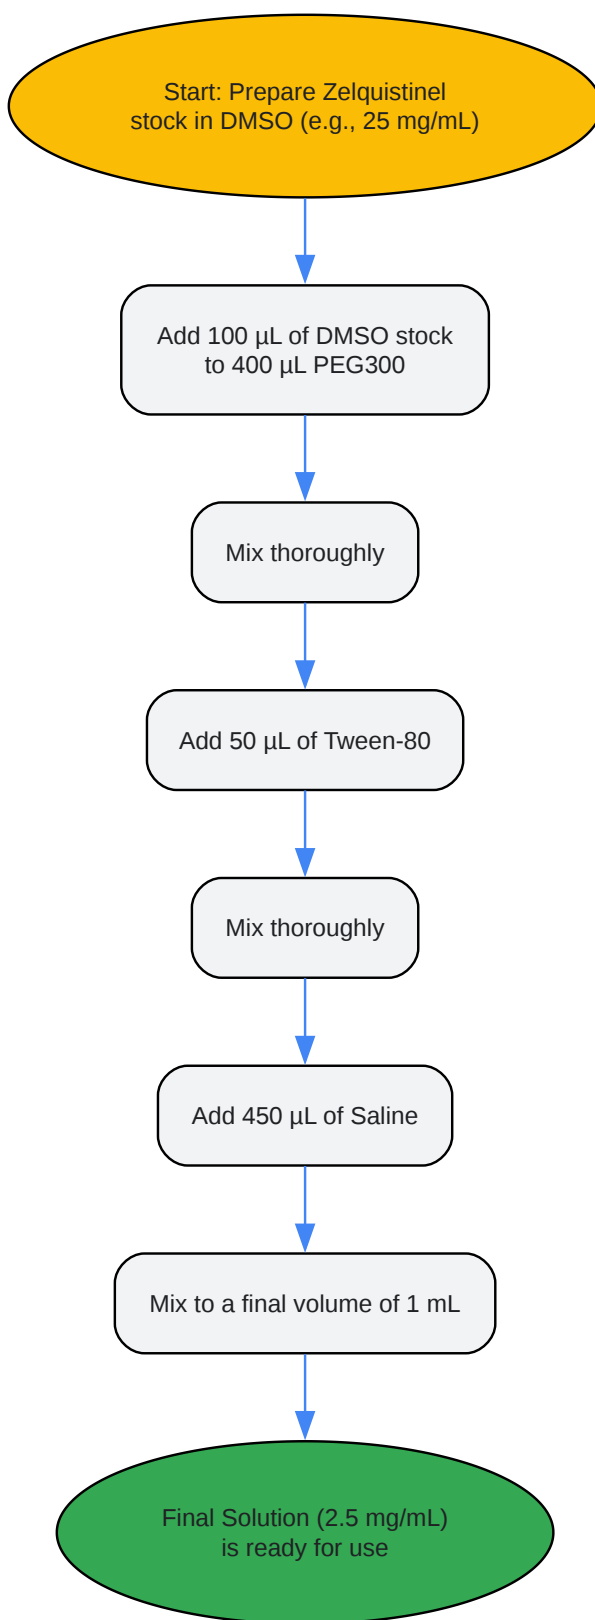 Start: Prepare Zelquistinel
stock in DMSO (e.g., 25 mg/mL)
Add 100 µL of DMSO stock
to 400 µL PEG300
Mix thoroughly
Add 50 µL of Tween-80
Mix thoroughly
Add 450 µL of Saline
Mix to a final volume of 1 mL
Final Solution (2.5 mg/mL)
is ready for use